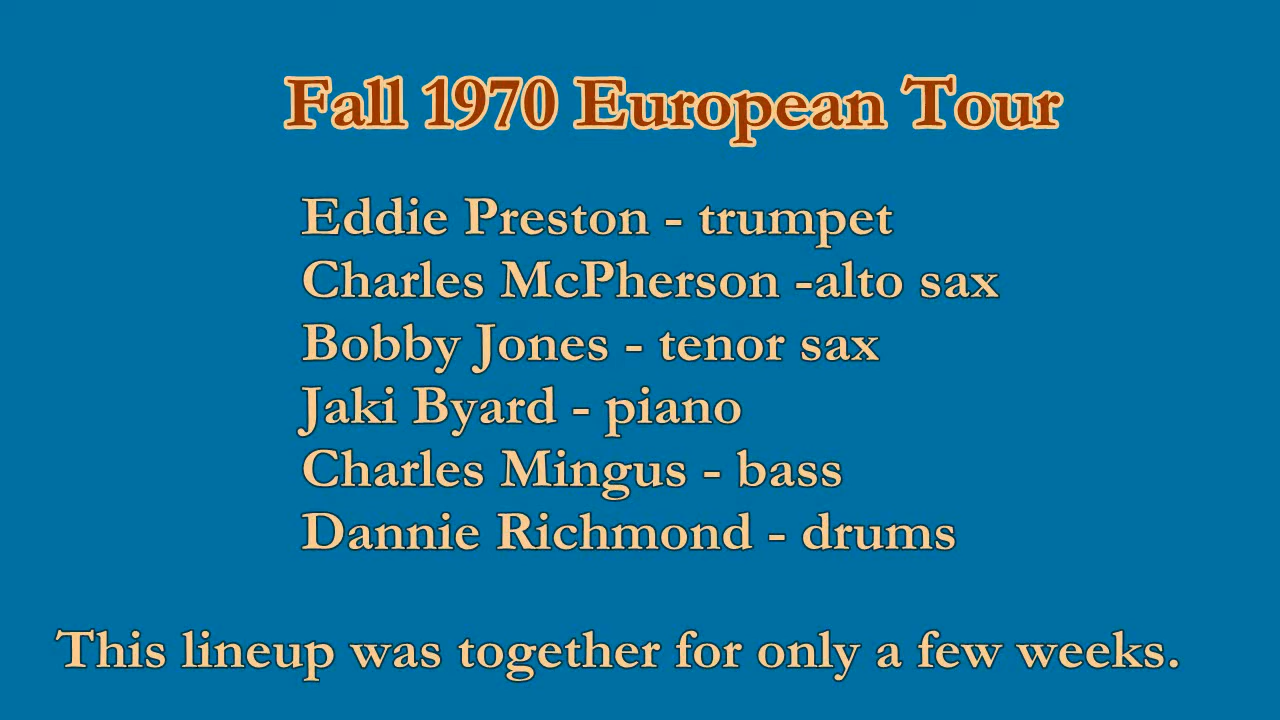 Fall 1970 European Tour
Eddie Preston - trumpet
Charles McPherson -alto sax
Bobby Jones - tenor sax
Jaki Byard - piano
Charles Mingus - bass
Dannie Richmond - drums
This lineup was together for only a few weeks.